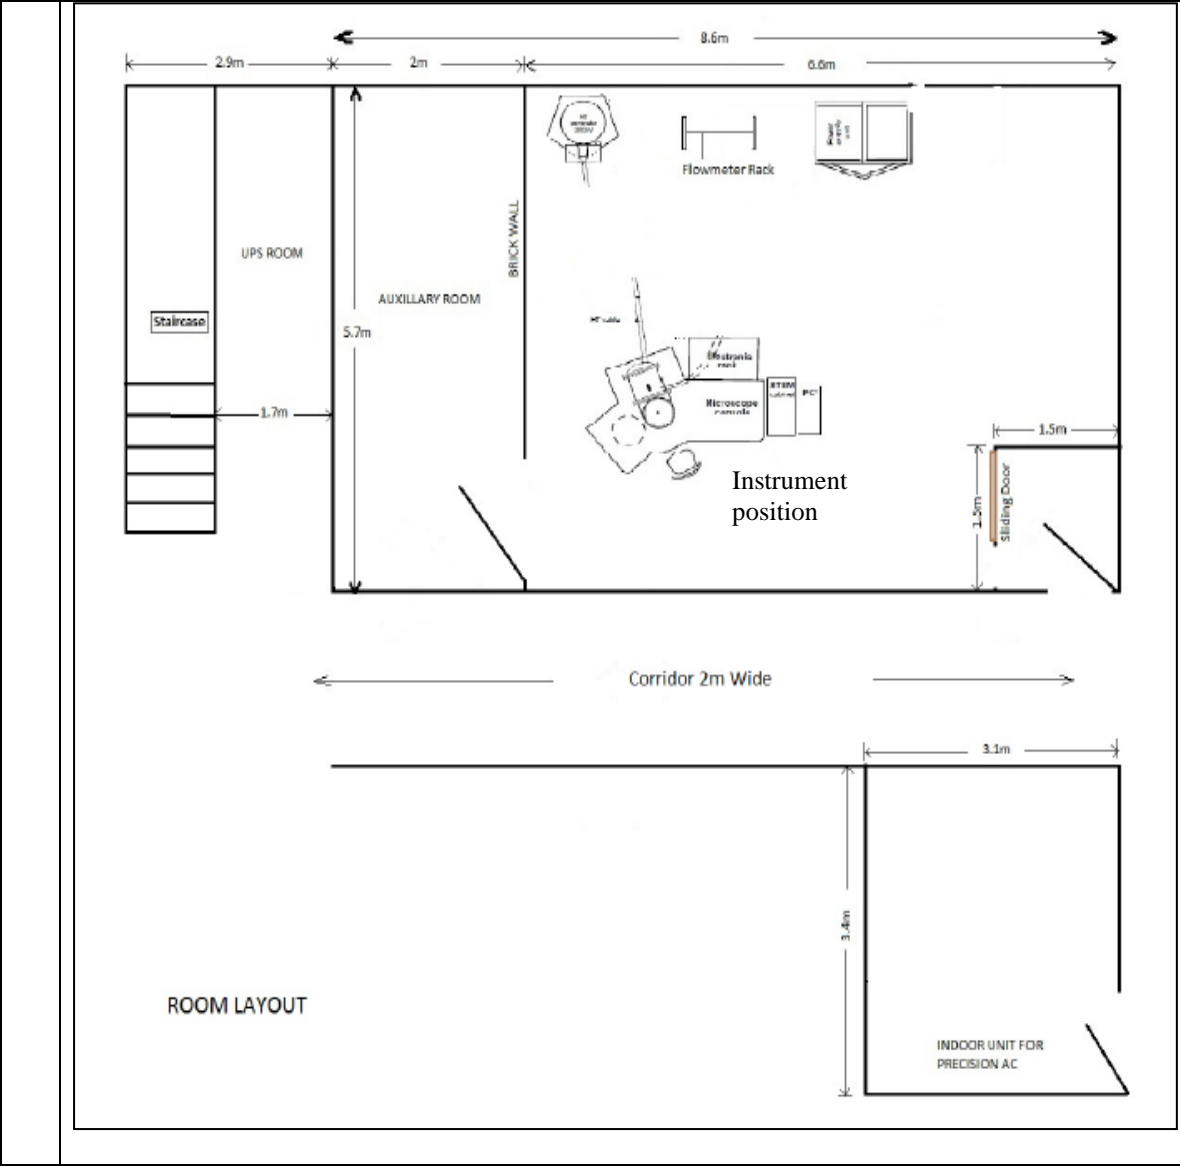 8.6m
2.9m
2m
6.6m
Flowmeter Rack
BRICK WALL
UPS ROOM
AUXILLARY ROOM
Staircase
5.7m
Electronic
rack
Microscope
console
STEM
cabinet
PC
1.7m
1.5m
Instrument
position
1.5m
Sliding Door
Corridor 2m Wide
3.1m
3.4m
ROOM LAYOUT
INDOOR UNIT FOR
PRECISION AC